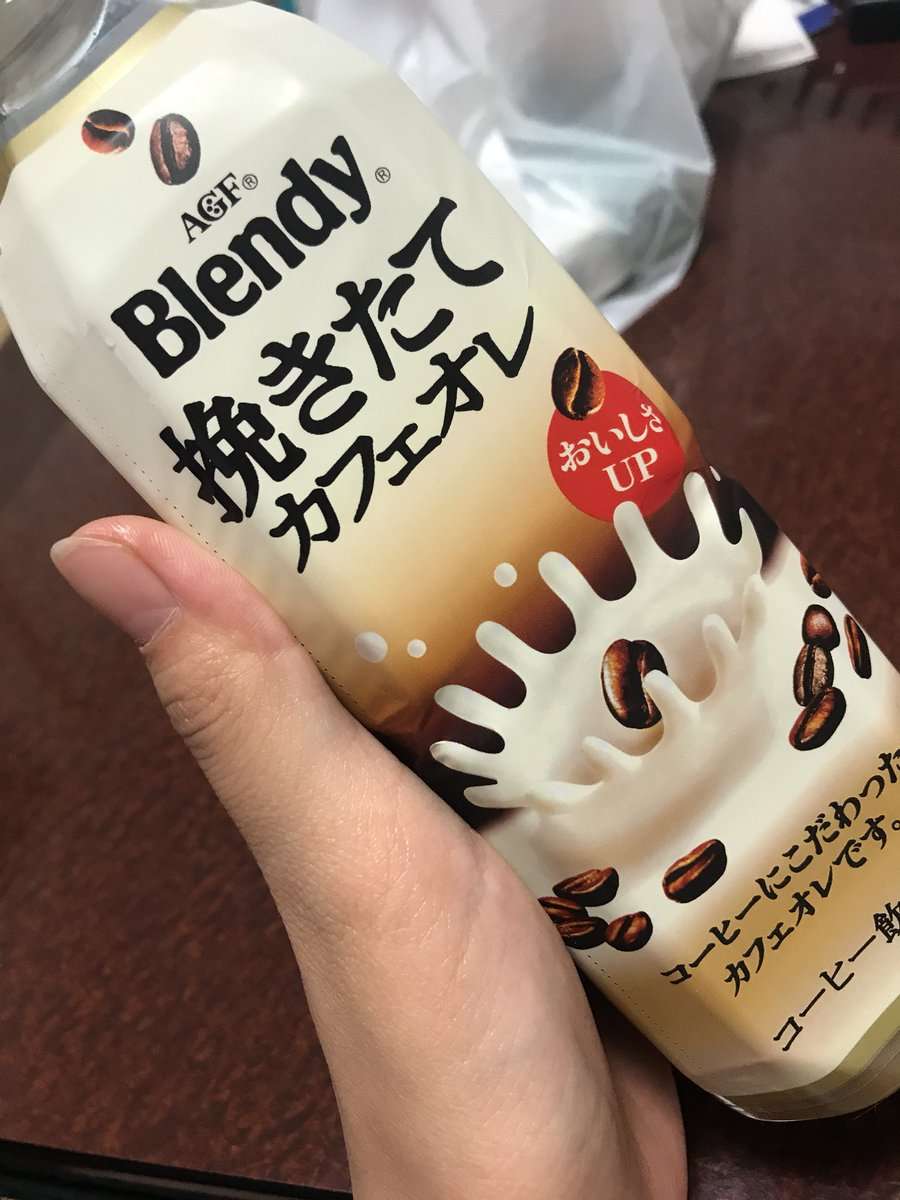 AGF®
Blendy®
挽きたて
カフェオレ
おいしさ
UP
コーヒーにこだわった
カフェオレです。
コーヒー飲